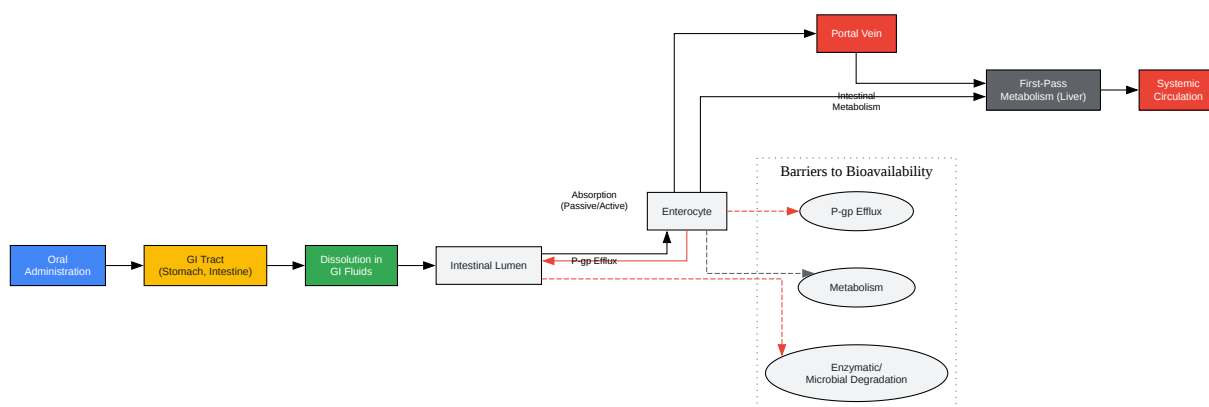 Portal Vein
First-Pass
Metabolism (Liver)
Systemic
Circulation
Intestinal
Metabolism
Barriers to Bioavailability
Absorption
(Passive/Active)
Enterocyte
P-gp Efflux
Oral
Administration
GI Tract
(Stomach, Intestine)
Dissolution in
GI Fluids
Intestinal Lumen
P-gp Efflux
Metabolism
Enzymatic/
Microbial Degradation